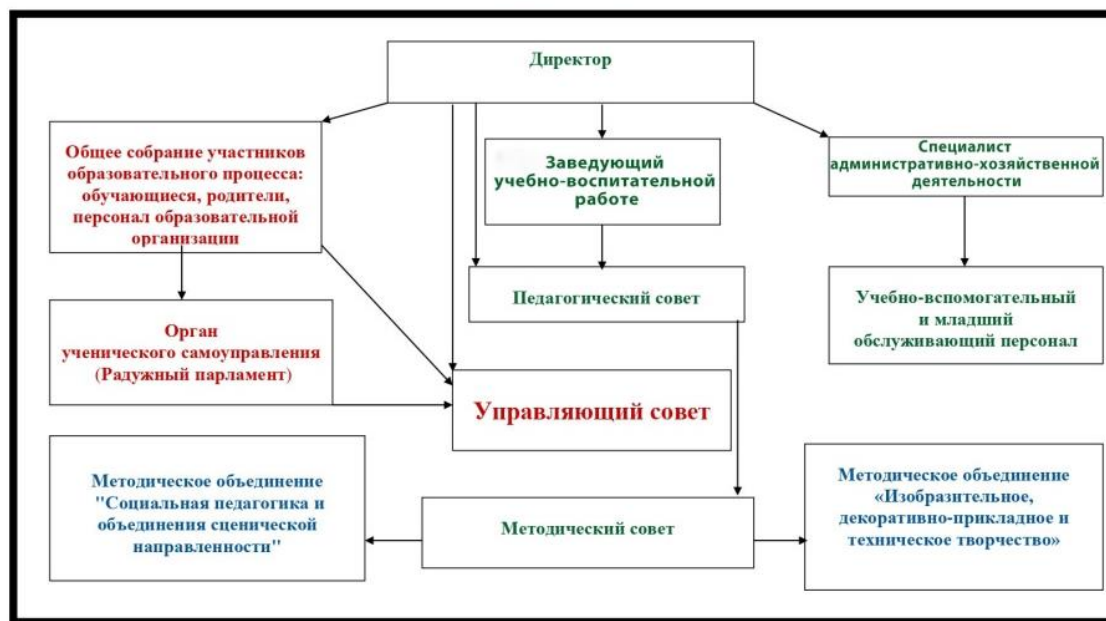 Директор
Общее собрание участников
образовательного процесса:
обучающиеся, родители,
персонал образовательной
организации
Заведующий
учебно-воспитательной
работе
Специалист
административно-хозяйственной
деятельности
Педагогический совет
Учебно-вспомогательный
и младший
обслуживающий персонал
Орган
ученического самоуправления
(Радужный парламент)
Управляющий совет
Методическое объединение
"Социальная педагогика и
объединения сценической
направленности"
Методический совет
Методическое объединение
«Изобразительное,
декоративно-прикладное и
техническое творчество»